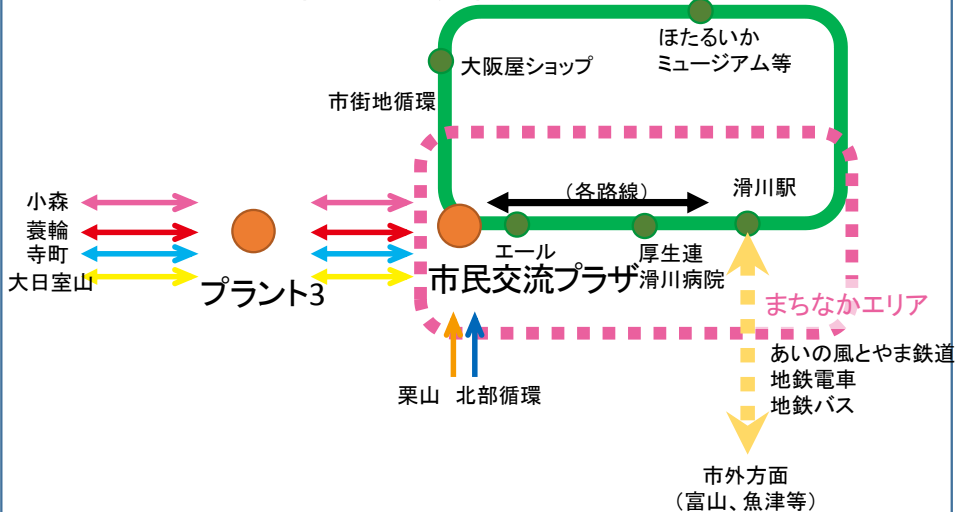 ほたるいか
ミュージアム等
大阪屋ショップ
市街地循環
(各路線)
滑川駅
小森
蓑輪
寺町
大日室山
プラント3
エール
厚生連
滑川病院
市民交流プラザ
まちなかエリア
あいの風とやま鉄道
地鉄電車
地鉄バス
栗山 北部循環
市外方面
(富山、魚津等)